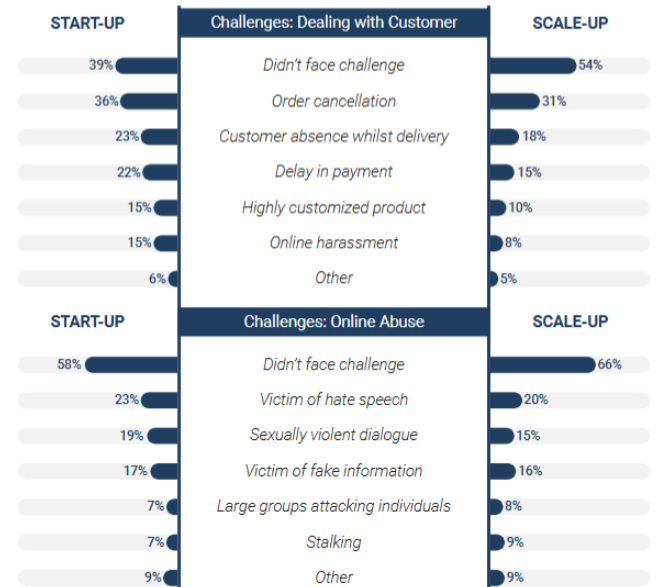 START-UP Challenges: Dealing with Customer SCALE-UP
39% Didn't face challenge 54%
36% Order cancellation 31%
23% Customer absence whilst delivery 18%
22% Delay in payment 15%
15% Highly customized product 10%
15% Online harassment 8%
6% Other 5%
START-UP Challenges: Online Abuse SCALE-UP
58% Didn't face challenge 66%
23% Victim of hate speech 20%
19% Sexually violent dialogue 15%
17% Victim of fake information 16%
7% Large groups attacking individuals 8%
7% Stalking 9%
9% Other 9%